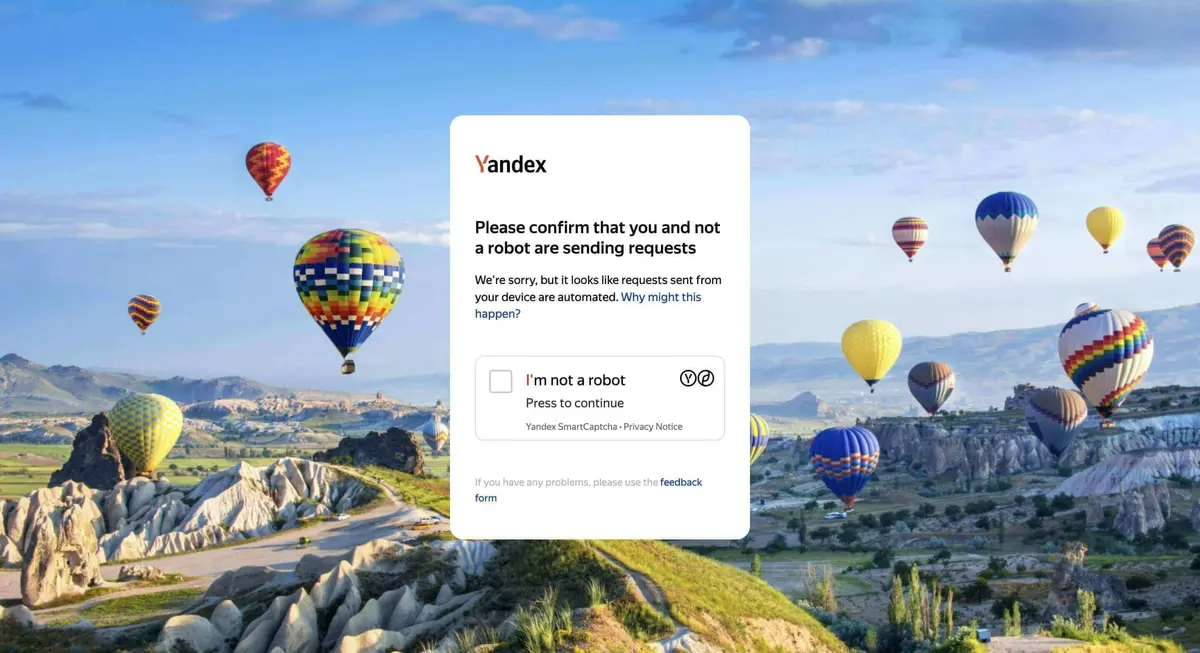 Yandex
Please confirm that you and not
a robot are sending requests
We're sorry, but it looks like requests sent from
your device are automated. Why might this
happen?
I'm not a robot
Press to continue
Yandex SmartCaptcha • Privacy Notice
If you have any problems, please use the feedback
form